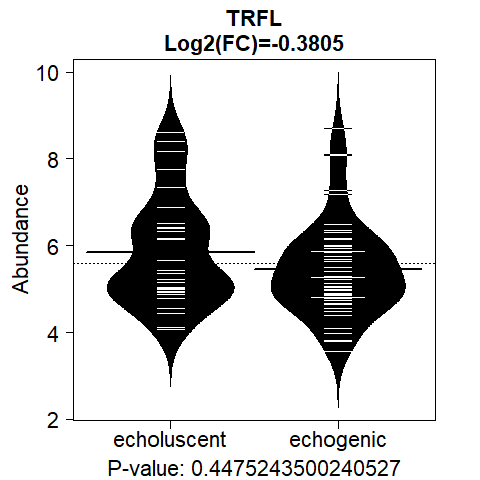 TRFL
Log2(FC)=-0.3805
10
8
6
4
2
Abundance
echoluscent echogenic
P-value: 0.4475243500240527